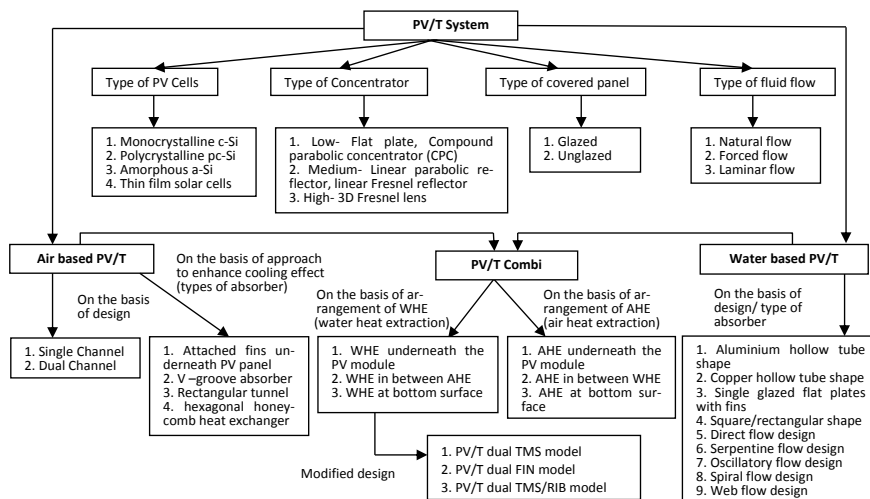 PV/T System
Type of PV Cells
Type of Concentrator
Type of covered panel
Type of fluid flow
1. Monocrystalline c-Si
2. Polycrystalline pc-Si
3. Amorphous a-Si
4. Thin film solar cells
1. Low- Flat plate, Compound
parabolic concentrator (CPC)
2. Medium- Linear parabolic re-
flector, linear Fresnel reflector
3. High- 3D Fresnel lens
1. Glazed
2. Unglazed
1. Natural flow
2. Forced flow
3. Laminar flow
Air based PV/T
On the basis of approach
to enhance cooling effect
(types of absorber)
PV/T Combi
Water based PV/T
On the basis
of design
On the basis of ar-
rangement of WHE
(water heat extraction)
On the basis of ar-
rangement of AHE
(air heat extraction)
On the basis of
design/ type of
absorber
1. Single Channel
2. Dual Channel
1. Attached fins un-
derneath PV panel
2. V –groove absorber
3. Rectangular tunnel
4. hexagonal honey-
comb heat exchanger
1. WHE underneath the
PV module
2. WHE in between AHE
3. WHE at bottom surface
1. AHE underneath the
PV module
2. AHE in between WHE
3. AHE at bottom sur-
face
1. Aluminium hollow tube
shape
2. Copper hollow tube shape
3. Single glazed flat plates
with fins
4. Square/rectangular shape
5. Direct flow design
6. Serpentine flow design
7. Oscillatory flow design
8. Spiral flow design
9. Web flow design
Modified design
1. PV/T dual TMS model
2. PV/T dual FIN model
3. PV/T dual TMS/RIB model